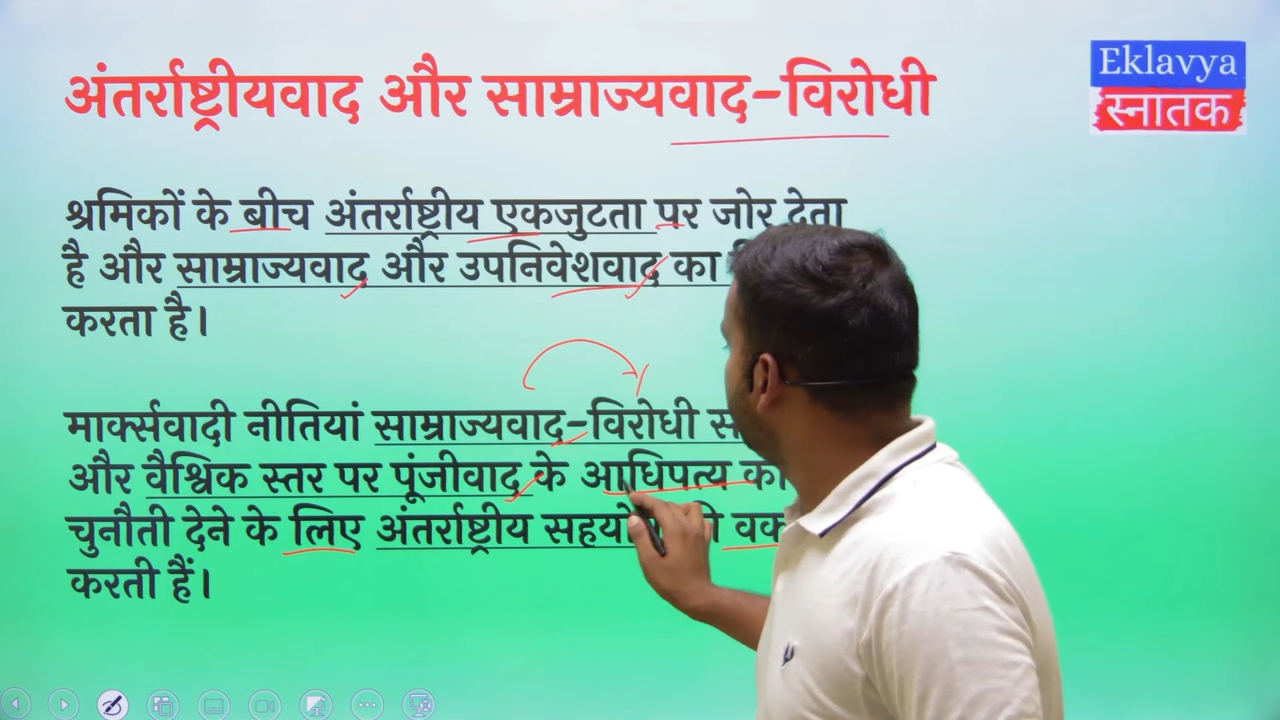 अंतर्राष्ट्रीयवाद और साम्राज्यवाद-विरोधी
Eklavya
स्नातक
श्रमिकों के बीच अंतर्राष्ट्रीय एकजुटता पर जोर देता
है और साम्राज्यवाद और उपनिवेशवाद का
करता है।
मार्क्सवादी नीतियां साम्राज्यवाद-विरोधी
और वैश्विक स्तर पर पूंजीवाद के आधिपत्य का
चुनौती देने के लिए अंतर्राष्ट्रीय
करती हैं।